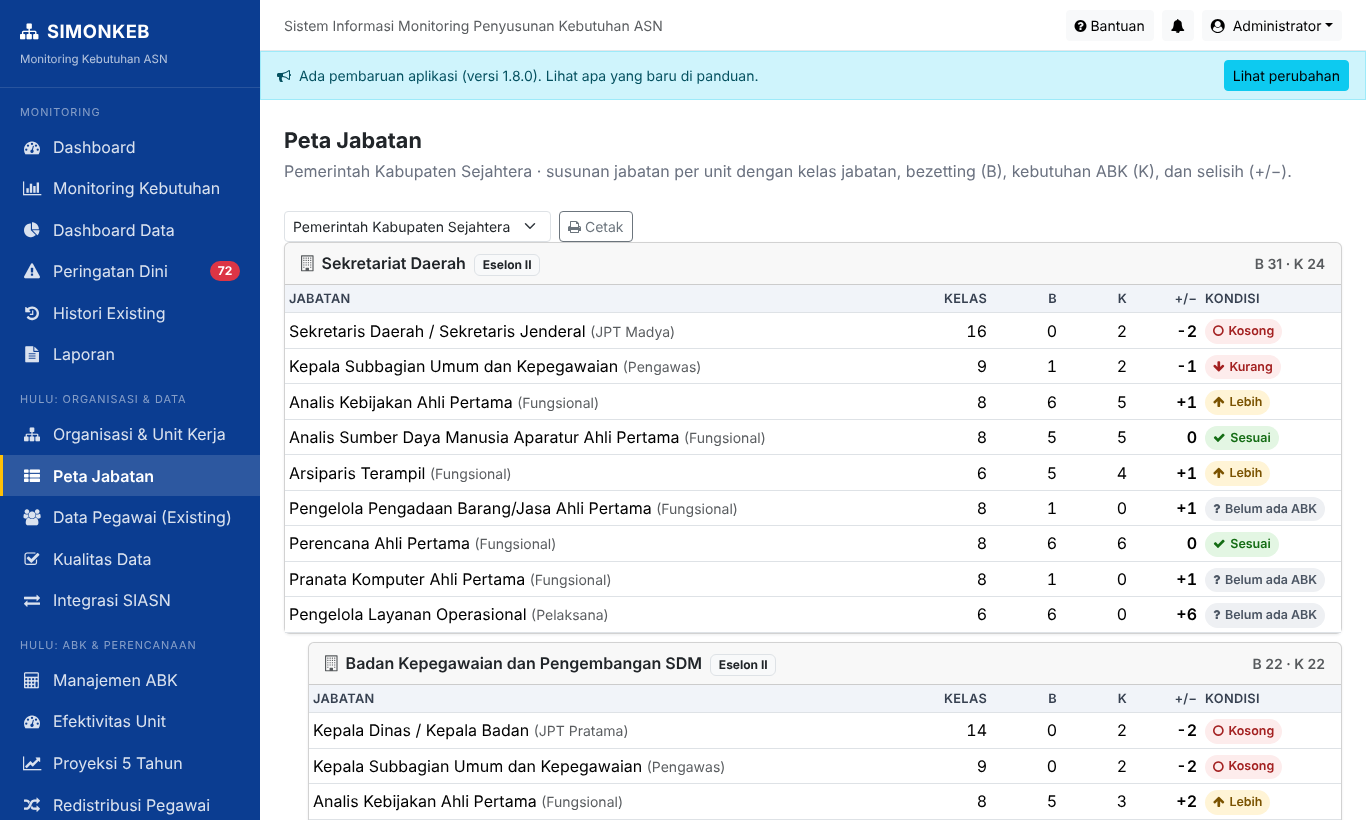 SIMONKEB
Monitoring Kebutuhan ASN
MONITORING
Dashboard
Monitoring Kebutuhan
Dashboard Data
Peringatan Dini 72
Histori Existing
Laporan
HULU: ORGANISASI & DATA
Organisasi & Unit Kerja
Peta Jabatan
Data Pegawai (Existing)
Kualitas Data
Integrasi SIASN
HULU: ABK & PERENCANAAN
Manajemen ABK
Efektivitas Unit
Proyeksi 5 Tahun
Redistribusi Pegawai
Sistem Informasi Monitoring Penyusunan Kebutuhan ASN Bantuan Administrator
Ada pembaruan aplikasi (versi 1.8.0). Lihat apa yang baru di panduan. Lihat perubahan
Peta Jabatan
Pemerintah Kabupaten Sejahtera · susunan jabatan per unit dengan kelas jabatan, bezetting (B), kebutuhan ABK (K), dan selisih (+/−).
Pemerintah Kabupaten Sejahtera Cetak
Sekretariat Daerah Eselon II B 31 · K 24
JABATAN KELAS B K +/− KONDISI
Sekretaris Daerah / Sekretaris Jenderal (JPT Madya) 16 0 2 -2 Kosong
Kepala Subbagian Umum dan Kepegawaian (Pengawas) 9 1 2 -1 Kurang
Analis Kebijakan Ahli Pertama (Fungsional) 8 6 5 +1 Lebih
Analis Sumber Daya Manusia Aparatur Ahli Pertama (Fungsional) 8 5 5 0 Sesuai
Arsiparis Terampil (Fungsional) 6 5 4 +1 Lebih
Pengelola Pengadaan Barang/Jasa Ahli Pertama (Fungsional) 8 1 0 +1 ? Belum ada ABK
Perencana Ahli Pertama (Fungsional) 8 6 6 0 Sesuai
Pranata Komputer Ahli Pertama (Fungsional) 8 1 0 +1 ? Belum ada ABK
Pengelola Layanan Operasional (Pelaksana) 6 6 0 +6 ? Belum ada ABK
Badan Kepegawaian dan Pengembangan SDM Eselon II B 22 · K 22
JABATAN KELAS B K +/− KONDISI
Kepala Dinas / Kepala Badan (JPT Pratama) 14 0 2 -2 Kosong
Kepala Subbagian Umum dan Kepegawaian (Pengawas) 9 0 2 -2 Kosong
Analis Kebijakan Ahli Pertama (Fungsional) 8 5 3 +2 Lebih